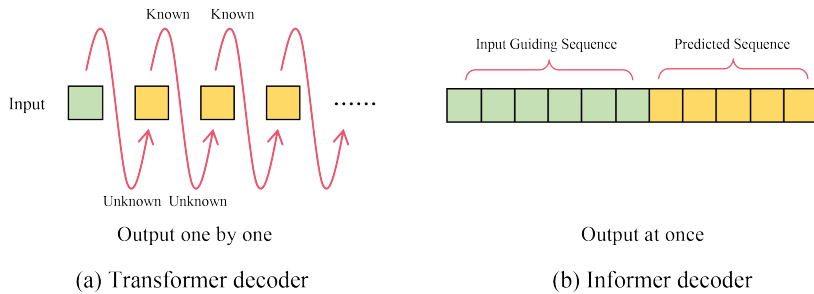 Known Known
Input
Unknown Unknown
Output one by one
(a) Transformer decoder
Input Guiding Sequence Predicted Sequence
Output at once
(b) Informer decoder